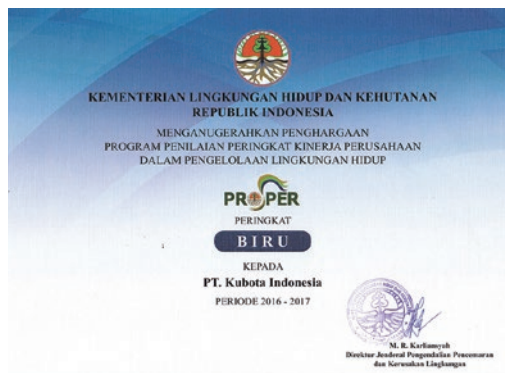 KEMENTERIAN LINGKUNGAN HIDUP DAN KEHUTANAN
REPUBLIK INDONESIA
MENGANUGERAHKAN PENGHARGAAN
PROGRAM PENILAIAN PERINGKAT KINERJA PERUSAHAAN
DALAM PENGELOLAAN LINGKUNGAN HIDUP
PROPER
PERINGKAT
BIRU
KEPADA
PT. Kubota Indonesia
PERIODE 2016 - 2017
M. R. Karliansyah
Direktur Jenderal Pengendalian Pencemaran
dan Kerusakan Lingkungan